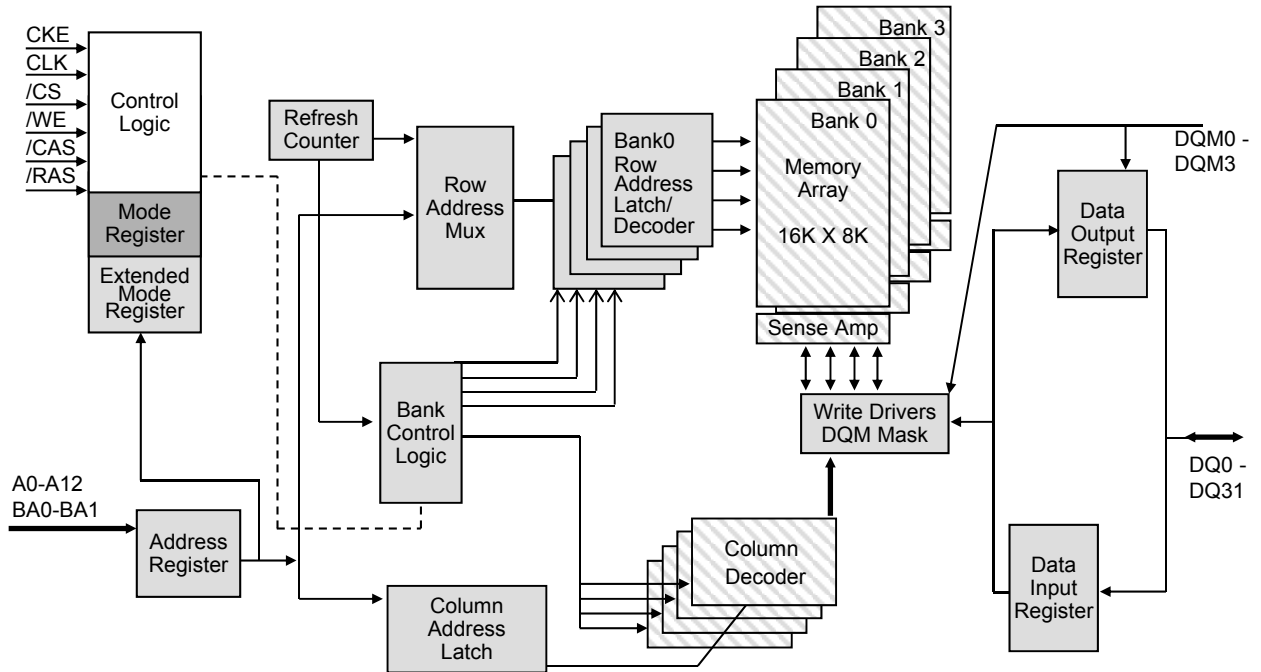 CKE
CLK
/CS
/WE
/CAS
/RAS
Control
Logic
Mode
Register
Extended
Mode
Register
Refresh
Counter
Row
Address
Mux
Bank0
Row
Address
Latch/
Decoder
Bank 3
Bank 2
Bank 1
Bank 0
Memory
Array
16K X 8K
Sense Amp
DQM0 -
DQM3
Data
Output
Register
Bank
Control
Logic
Write Drivers
DQM Mask
DQ0 -
DQ31
A0-A12
BA0-BA1
Address
Register
Column
Address
Latch
Column
Decoder
Data
Input
Register